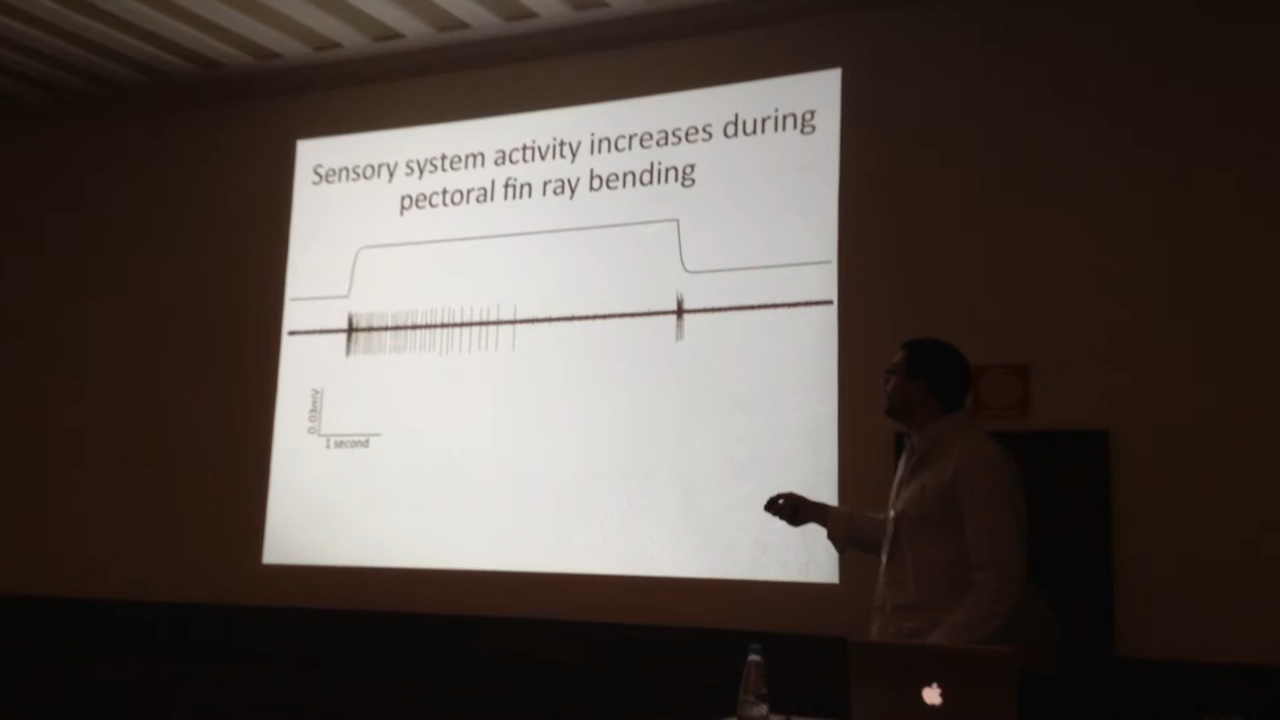 Sensory system activity increases during
pectoral fin ray bending
0.03mV
1 second